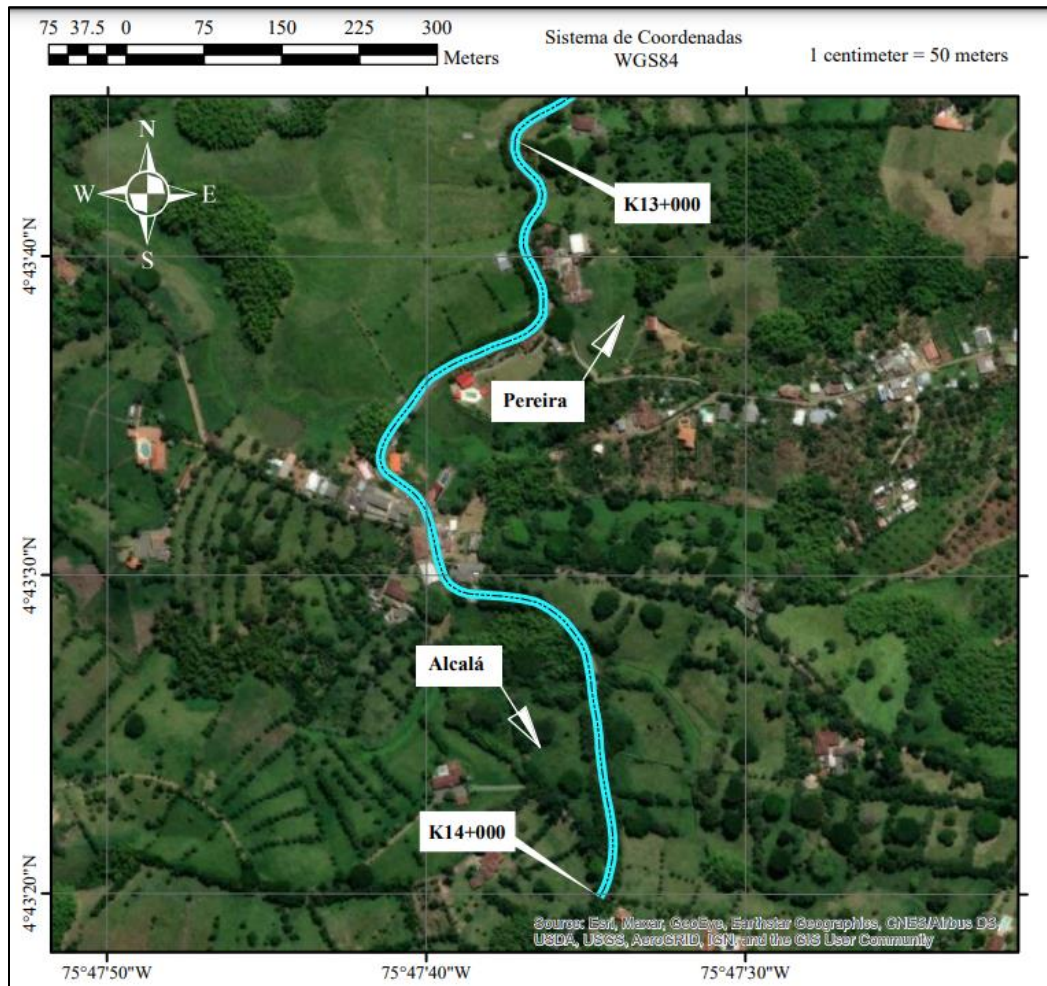 75 37.5 0 75 150 225 300
Meters
Sistema de Coordenadas
WGS84
1 centimeter = 50 meters
N
W E
S
K13+000
4°43'40"N
Pereira
4°43'30"N
Alcalá
K14+000
4°43'20"N
Source: Esri, Maxar, GeoEye, Earthstar Geographics, CNES/Airbus DS,
USDA, USGS, AeroGRID, IGN, and the GIS User Community
75°47'50"W 75°47'40"W 75°47'30"W